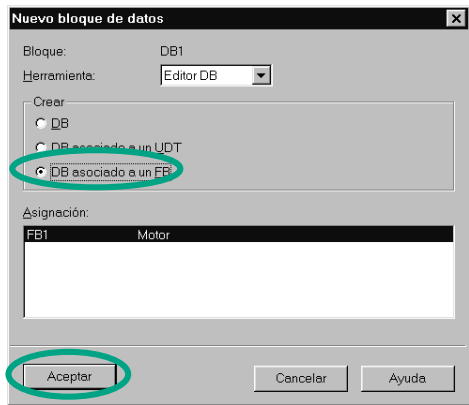 Nuevo bloque de datos
Bloque: DB1
Herramienta: Editor DB
Crear
DB
DB asociado a un UDT
DB asociado a un FB
Asignación:
FB1 Motor
Aceptar Cancelar Ayuda